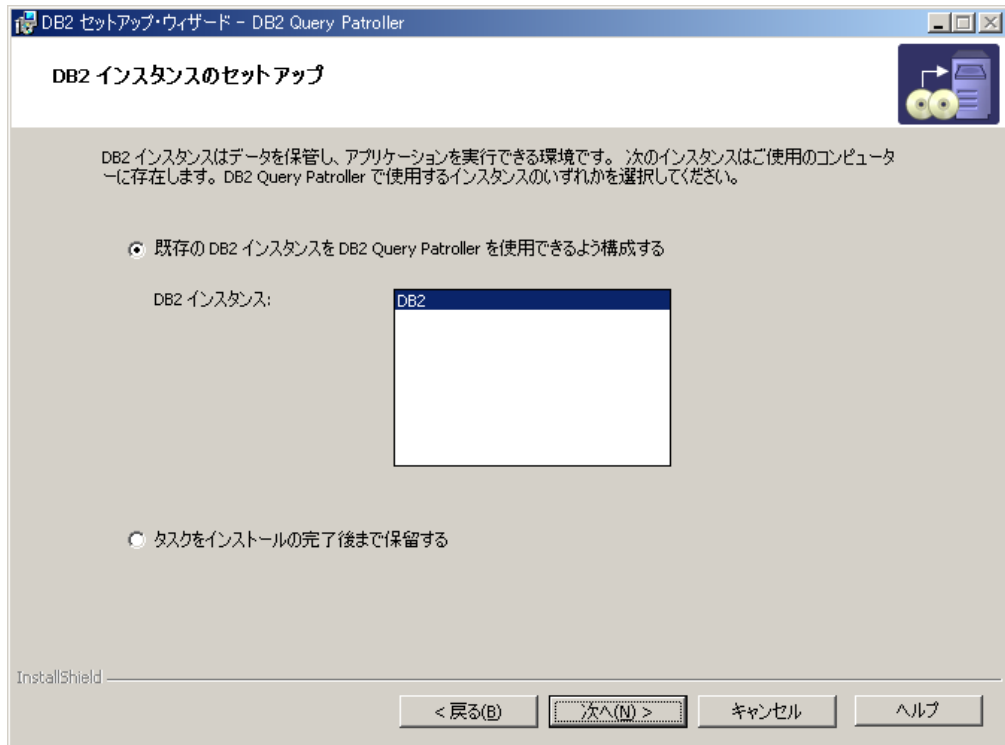 DB2 セットアップ・ウィザード - DB2 Query Patroller
DB2 インスタンスのセットアップ
DB2 インスタンスはデータを保管し、アプリケーションを実行できる環境です。 次のインスタンスはご使用のコンピュータ
ーに存在します。DB2 Query Patroller で使用するインスタンスのいずれかを選択してください。
既存の DB2 インスタンスを DB2 Query Patroller を使用できるよう構成する
DB2 インスタンス:
DB2
タスクをインストールの完了後まで保留する
InstallShield
< 戻る(B)
次へ(N) >
キャンセル
ヘルプ